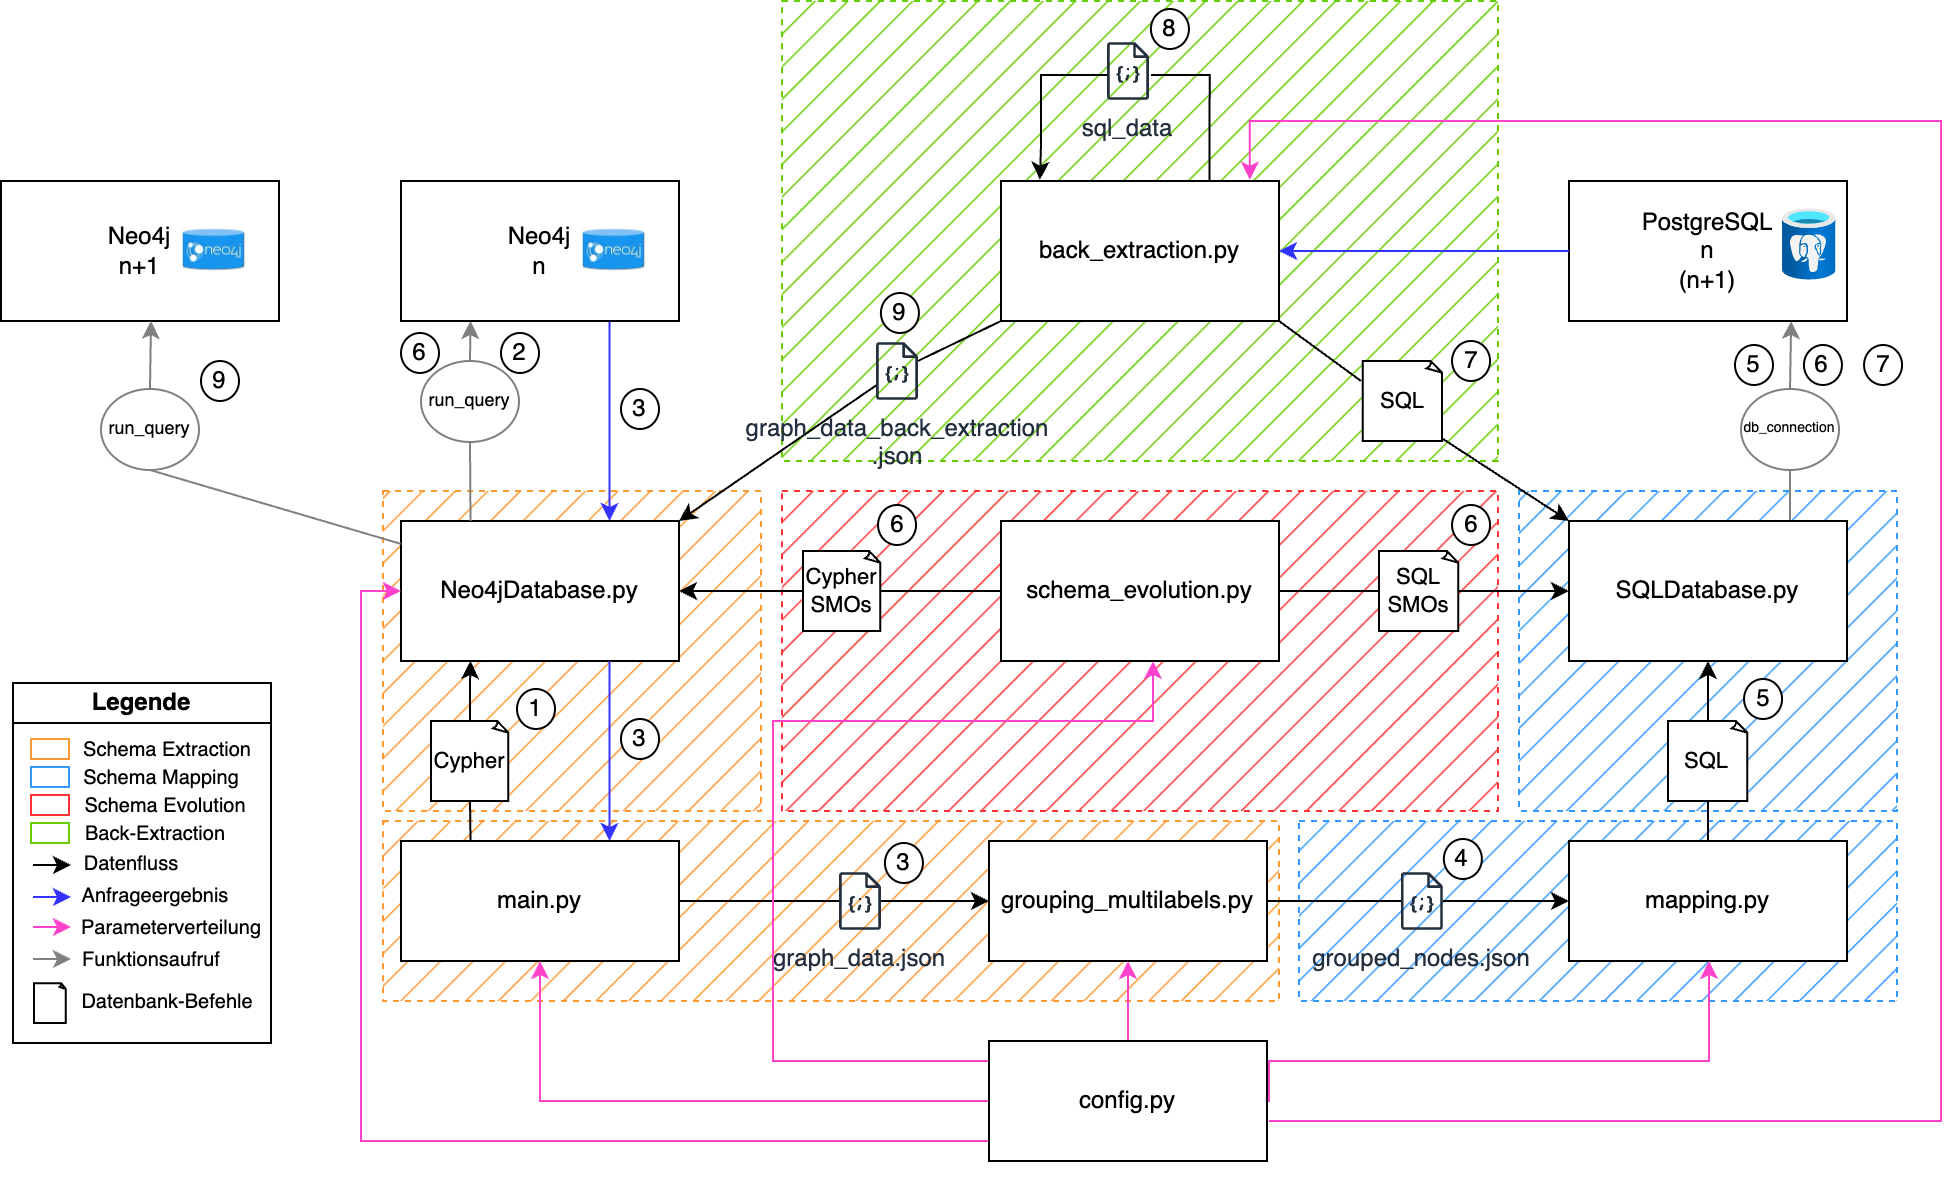 8
{;}
sql_data
Neo4j
n+1
neo4j
Neo4j
n
neo4j
back_extraction.py
PostgreSQL
n
(n+1)
9
{;}
graph_data_back_extraction
.json
7
SQL
6
2
run_query
3
9
run_query
5
6
7
db_connection
Neo4jDatabase.py
6
Cypher
SMOs
schema_evolution.py
6
SQL
SMOs
SQLDatabase.py
1
Cypher
3
5
SQL
Legende
Schema Extraction
Schema Mapping
Schema Evolution
Back-Extraction
Datenfluss
Anfrageergebnis
Parameterverteilung
Funktionsaufruf
Datenbank-Befehle
main.py
3
{;}
graph_data.json
grouping_multilabels.py
4
{;}
grouped_nodes.json
mapping.py
config.py